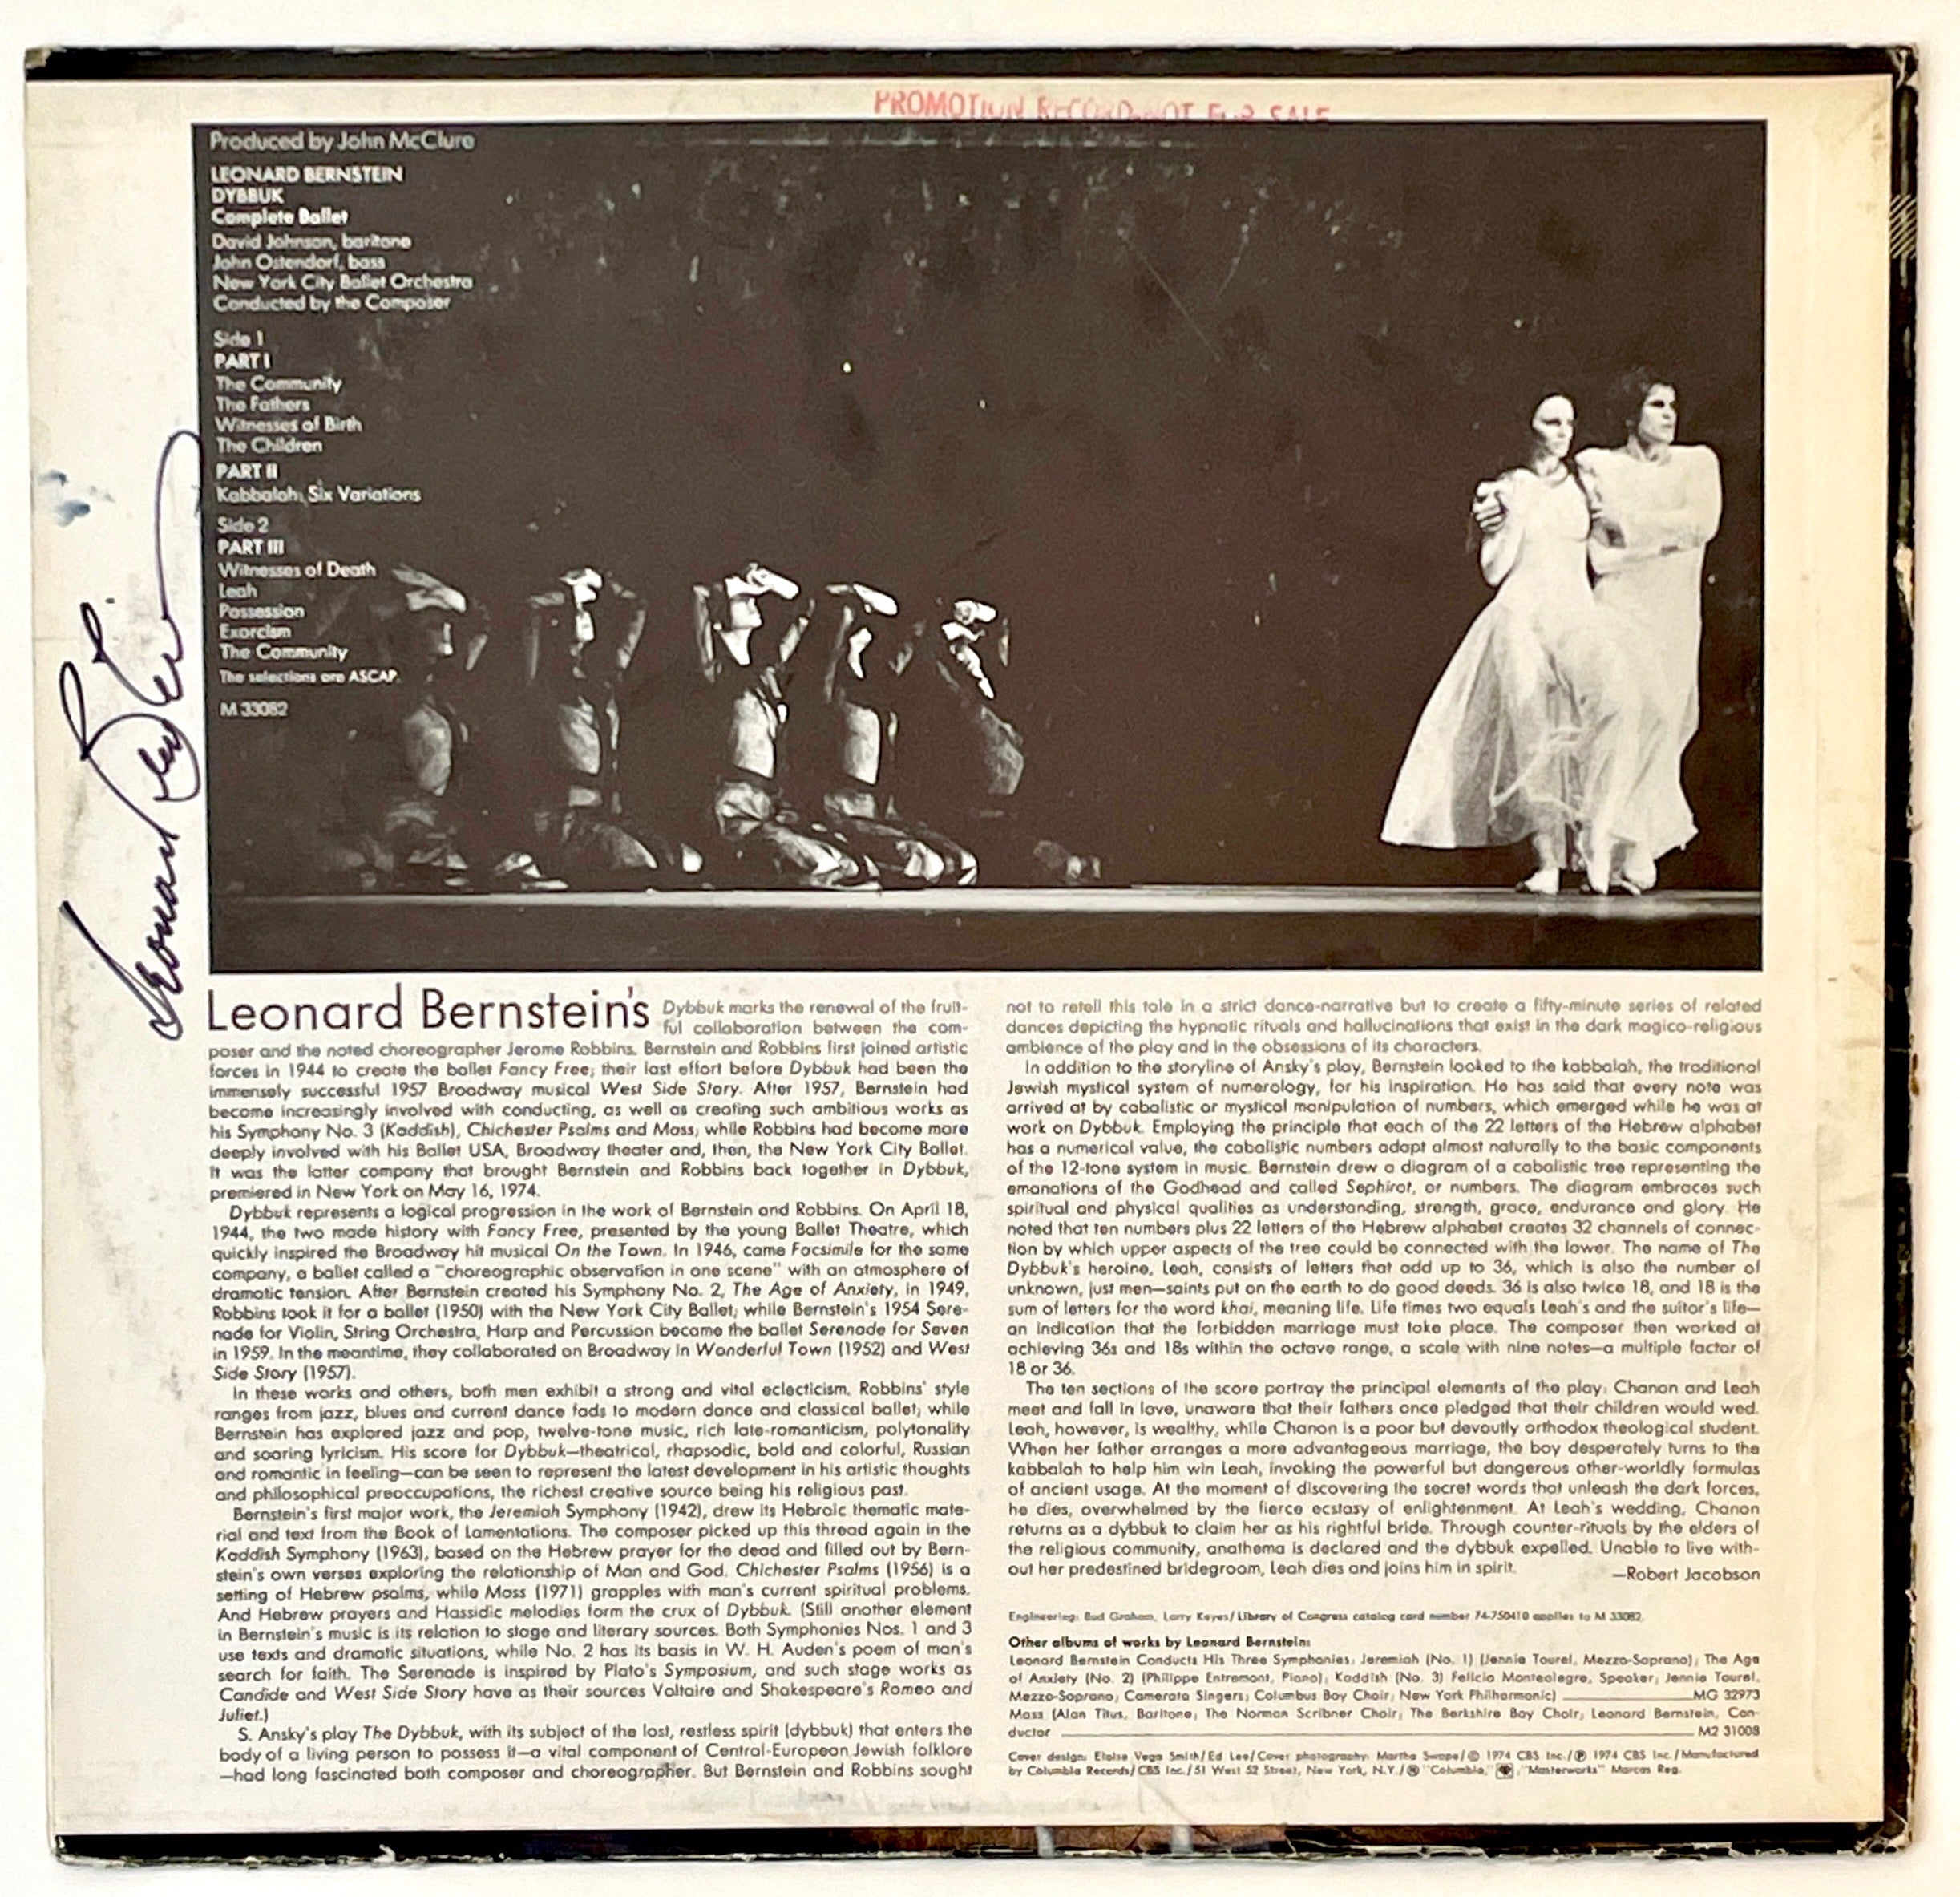 PROMOTION RECORD-NOT FOR SALE
Produced by John McClure
LEONARD BERNSTEIN
DYBBUK
Complete Ballet
David Johnson, baritone
John Ostendorf, bass
New York City Ballet Orchestra
Conducted by the Composer
Side 1
PART I
The Community
The Fathers
Witnesses of Birth
The Children
PART II
Kabbalah; Six Variations
Side 2
PART III
Witnesses of Death
Leah
Possession
Exorcism
The Community
The selections are ASCAP.
M 33082
Leonard Bernstein
Leonard Bernstein's Dybbuk marks the renewal of the fruit-
ful collaboration between the com-
poser and the noted choreographer Jerome Robbins. Bernstein and Robbins first joined artistic
forces in 1944 to create the ballet Fancy Free; their last effort before Dybbuk had been the
immensely successful 1957 Broadway musical West Side Story. After 1957, Bernstein had
become increasingly involved with conducting, as well as creating such ambitious works as
his Symphony No. 3 (Kaddish), Chichester Psalms and Mass; while Robbins had become more
deeply involved with his Ballet USA, Broadway theater and, then, the New York City Ballet.
It was the latter company that brought Bernstein and Robbins back together in Dybbuk,
premiered in New York on May 16, 1974.
Dybbuk represents a logical progression in the work of Bernstein and Robbins. On April 18,
1944, the two made history with Fancy Free, presented by the young Ballet Theatre, which
quickly inspired the Broadway hit musical On the Town. In 1946, came Facsimile for the same
company, a ballet called a "choreographic observation in one scene" with an atmosphere of
dramatic tension. After Bernstein created his Symphony No. 2, The Age of Anxiety, in 1949,
Robbins took it for a ballet (1950) with the New York City Ballet; while Bernstein's 1954 Sere-
nade for Violin, String Orchestra, Harp and Percussion became the ballet Serenade for Seven
in 1959. In the meantime, they collaborated on Broadway in Wonderful Town (1952) and West
Side Story (1957).
In these works and others, both men exhibit a strong and vital eclecticism. Robbins' style
ranges from jazz, blues and current dance fads to modern dance and classical ballet; while
Bernstein has explored jazz and pop, twelve-tone music, rich late-romanticism, polytonality
and soaring lyricism. His score for Dybbuk—theatrical, rhapsodic, bold and colorful, Russian
and romantic in feeling—can be seen to represent the latest development in his artistic thoughts
and philosophical preoccupations, the richest creative source being his religious past.
Bernstein's first major work, the Jeremiah Symphony (1942), drew its Hebraic thematic mate-
rial and text from the Book of Lamentations. The composer picked up this thread again in the
Kaddish Symphony (1963), based on the Hebrew prayer for the dead and filled out by Bern-
stein's own verses exploring the relationship of Man and God. Chichester Psalms (1956) is a
setting of Hebrew psalms, while Mass (1971) grapples with man's current spiritual problems.
And Hebrew prayers and Hassidic melodies form the crux of Dybbuk. (Still another element
in Bernstein's music is its relation to stage and literary sources. Both Symphonies Nos. 1 and 3
use texts and dramatic situations, while No. 2 has its basis in W. H. Auden's poem of man's
search for faith. The Serenade is inspired by Plato's Symposium, and such stage works as
Candide and West Side Story have as their sources Voltaire and Shakespeare's Romeo and
Juliet.)
S. Ansky's play The Dybbuk, with its subject of the lost, restless spirit (dybbuk) that enters the
body of a living person to possess it—a vital component of Central-European Jewish folklore
—had long fascinated both composer and choreographer. But Bernstein and Robbins sought
not to retell this tale in a strict dance-narrative but to create a fifty-minute series of related
dances depicting the hypnotic rituals and hallucinations that exist in the dark magico-religious
ambience of the play and in the obsessions of its characters.
In addition to the storyline of Ansky's play, Bernstein looked to the kabbalah, the traditional
Jewish mystical system of numerology, for his inspiration. He has said that every note was
arrived at by cabalistic or mystical manipulation of numbers, which emerged while he was at
work on Dybbuk. Employing the principle that each of the 22 letters of the Hebrew alphabet
has a numerical value, the cabalistic numbers adapt almost naturally to the basic components
of the 12-tone system in music. Bernstein drew a diagram of a cabalistic tree representing the
emanations of the Godhead and called Sephirot, or numbers. The diagram embraces such
spiritual and physical qualities as understanding, strength, grace, endurance and glory. He
noted that ten numbers plus 22 letters of the Hebrew alphabet creates 32 channels of connec-
tion by which upper aspects of the tree could be connected with the lower. The name of The
Dybbuk's heroine, Leah, consists of letters that add up to 36, which is also the number of
unknown, just men—saints put on the earth to do good deeds. 36 is also twice 18, and 18 is the
sum of letters for the word khai, meaning life. Life times two equals Leah's and the suitor's life—
an indication that the forbidden marriage must take place. The composer then worked at
achieving 36s and 18s within the octave range, a scale with nine notes—a multiple factor of
18 or 36.
The ten sections of the score portray the principal elements of the play: Chanon and Leah
meet and fall in love, unaware that their fathers once pledged that their children would wed.
Leah, however, is wealthy, while Chanon is a poor but devoutly orthodox theological student.
When her father arranges a more advantageous marriage, the boy desperately turns to the
kabbalah to help him win Leah, invoking the powerful but dangerous other-worldly formulas
of ancient usage. At the moment of discovering the secret words that unleash the dark forces,
he dies, overwhelmed by the fierce ecstasy of enlightenment. At Leah's wedding, Chanon
returns as a dybbuk to claim her as his rightful bride. Through counter-rituals by the elders of
the religious community, anathema is declared and the dybbuk expelled. Unable to live with-
out her predestined bridegroom, Leah dies and joins him in spirit.
—Robert Jacobson
Engineering: Bud Graham, Larry Keyes/Library of Congress catalog card number 74-750410 applies to M 33082.
Other albums of works by Leonard Bernstein:
Leonard Bernstein Conducts His Three Symphonies: Jeremiah (No. 1) (Jennie Tourel, Mezzo-Soprano); The Age
of Anxiety (No. 2) (Philippe Entremont, Piano); Kaddish (No. 3) Felicia Montealegre, Speaker; Jennie Tourel,
Mezzo-Soprano; Camerata Singers; Columbus Boy Choir; New York Philharmonic) MG 32973
Mass (Alan Titus, Baritone; The Norman Scribner Choir; The Berkshire Boy Choir; Leonard Bernstein, Con-
ductor M2 31008
Cover design: Eloise Vega Smith/Ed Lee/Cover photography: Martha Swope/© 1974 CBS Inc./℗ 1974 CBS Inc./Manufactured
by Columbia Records/CBS Inc./51 West 52 Street, New York, N.Y./® "Columbia," "Masterworks" Marcas Reg.